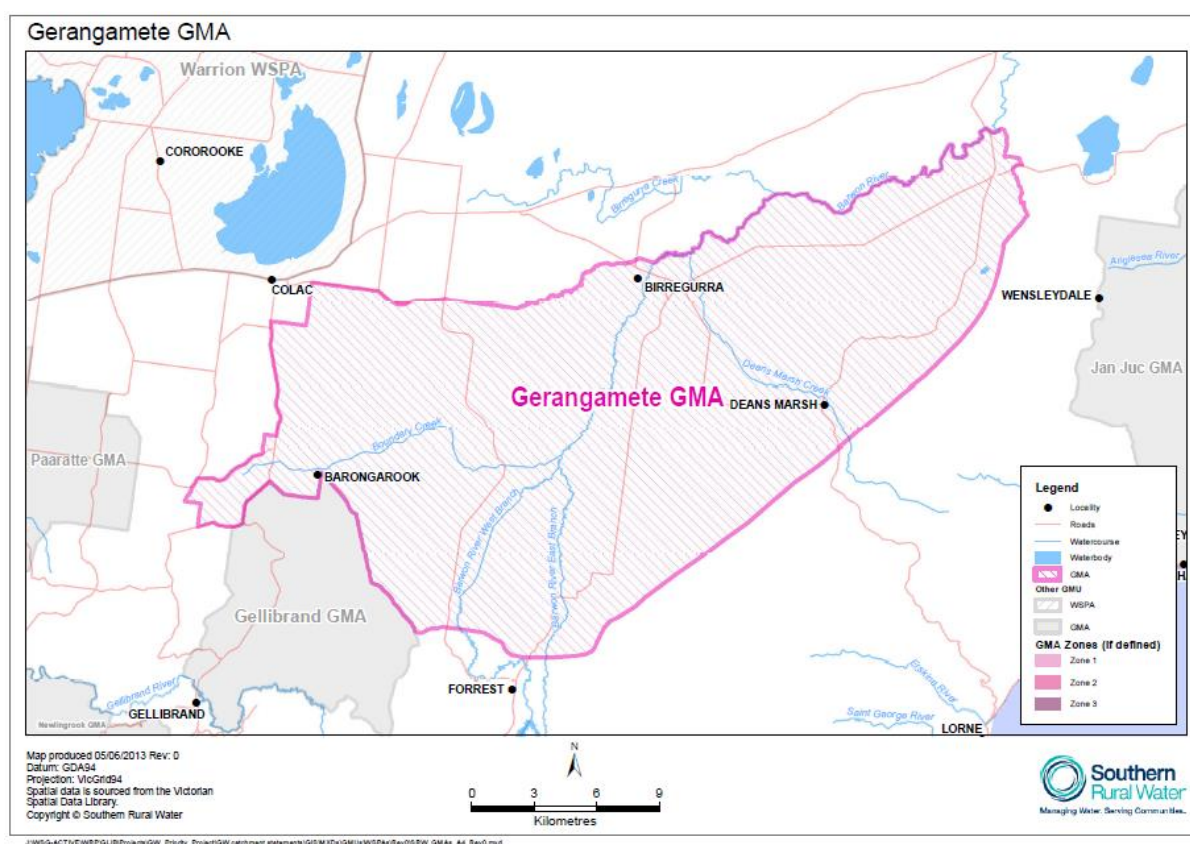 Gerangamete GMA
Warrion WSPA
COROROOKE
Birregurra Creek
Barwon River
COLAC
BIRREGURRA
Anglesea River
WENSLEYDALE
Jan Juc GMA
Deans Marsh Creek
Gerangamete GMA
DEANS MARSH
Boundary Creek
Paaratte GMA
BARONGAROOK
Barwon River West Branch
Barwon River East Branch
Gellibrand GMA
FORREST
Gellibrand River
GELLIBRAND
Newlingrook GMA
Erskine River
Saint George River
LORNE
EY
H
Legend
Locality
Roads
Watercourse
Waterbody
GMA
Other GMU
WSPA
GMA
GMA Zones (if defined)
Zone 1
Zone 2
Zone 3
Map produced 05/06/2013 Rev: 0
Datum: GDA94
Projection: VicGrid94
Spatial data is sourced from the Victorian
Spatial Data Library.
Copyright © Southern Rural Water
N
0 3 6 9
Kilometres
Southern
Rural Water
Managing Water. Serving Communities.